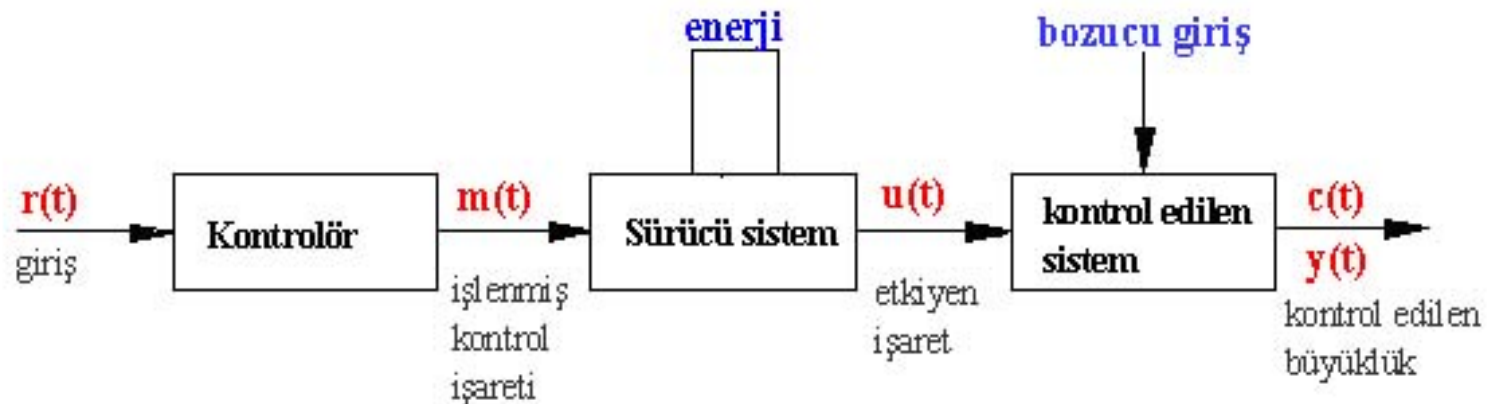 enerji
bozucu giriş
r(t)
giriş
Kontrolör
m(t)
işlenmiş
kontrol
işareti
Sürücü sistem
u(t)
etkiyen
işaret
kontrol edilen
sistem
c(t)
y(t)
kontrol edilen
büyüklük